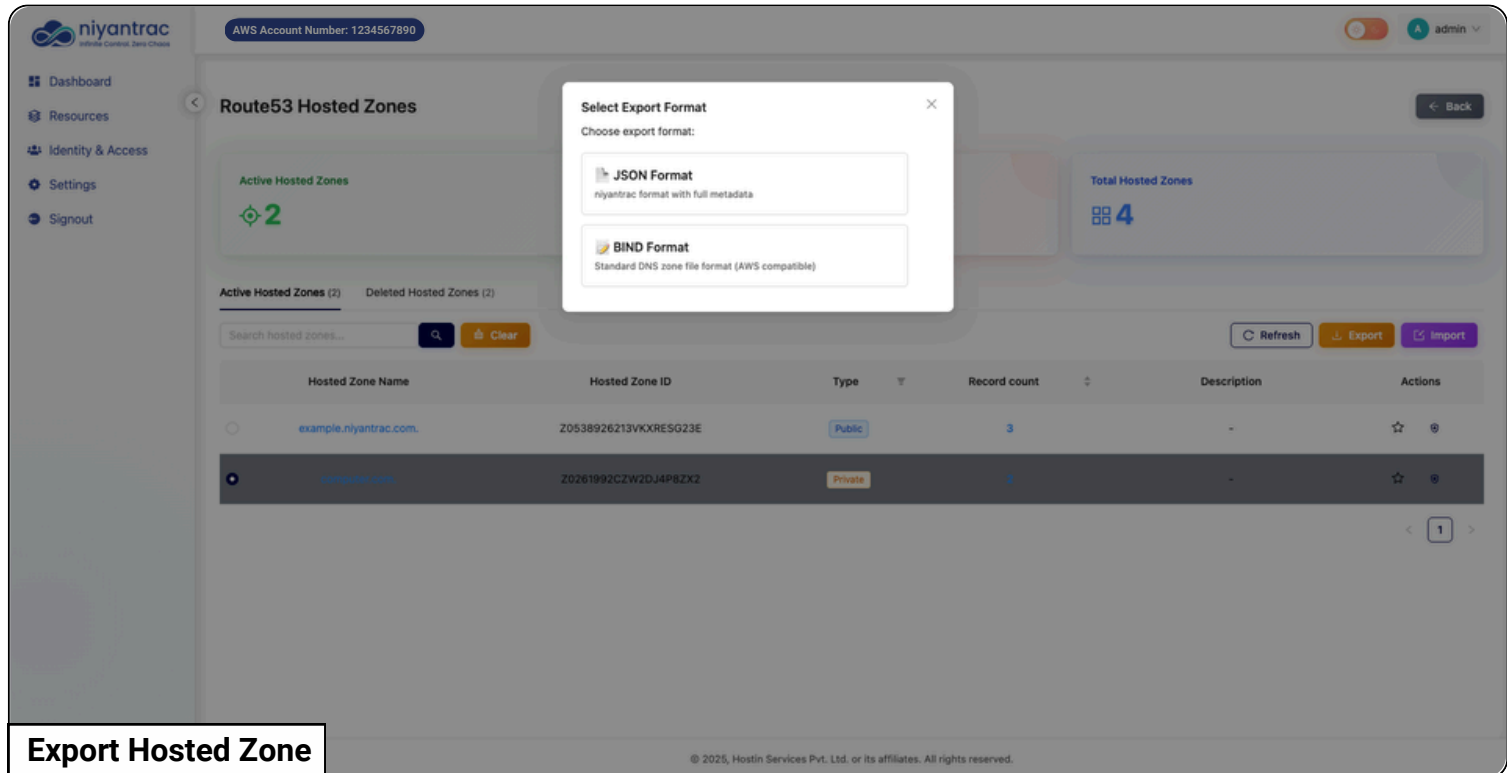 niyantrac
Infinite Control. Zero Chaos
AWS Account Number: 1234567890
A admin
Dashboard
Resources
Identity & Access
Settings
Signout
Route53 Hosted Zones
Back
Active Hosted Zones
2
Total Hosted Zones
4
Select Export Format
Choose export format:
JSON Format
niyantrac format with full metadata
BIND Format
Standard DNS zone file format (AWS compatible)
Active Hosted Zones (2) Deleted Hosted Zones (2)
Search hosted zones... Clear Refresh Export Import
Hosted Zone Name Hosted Zone ID Type Record count Description Actions
example.niyantrac.com. Z0538926213VKXRESG23E Public 3 -
Z0261992CZW2DJ4P8ZX2 Private -
1
Export Hosted Zone
© 2025, Hostin Services Pvt. Ltd. or its affiliates. All rights reserved.